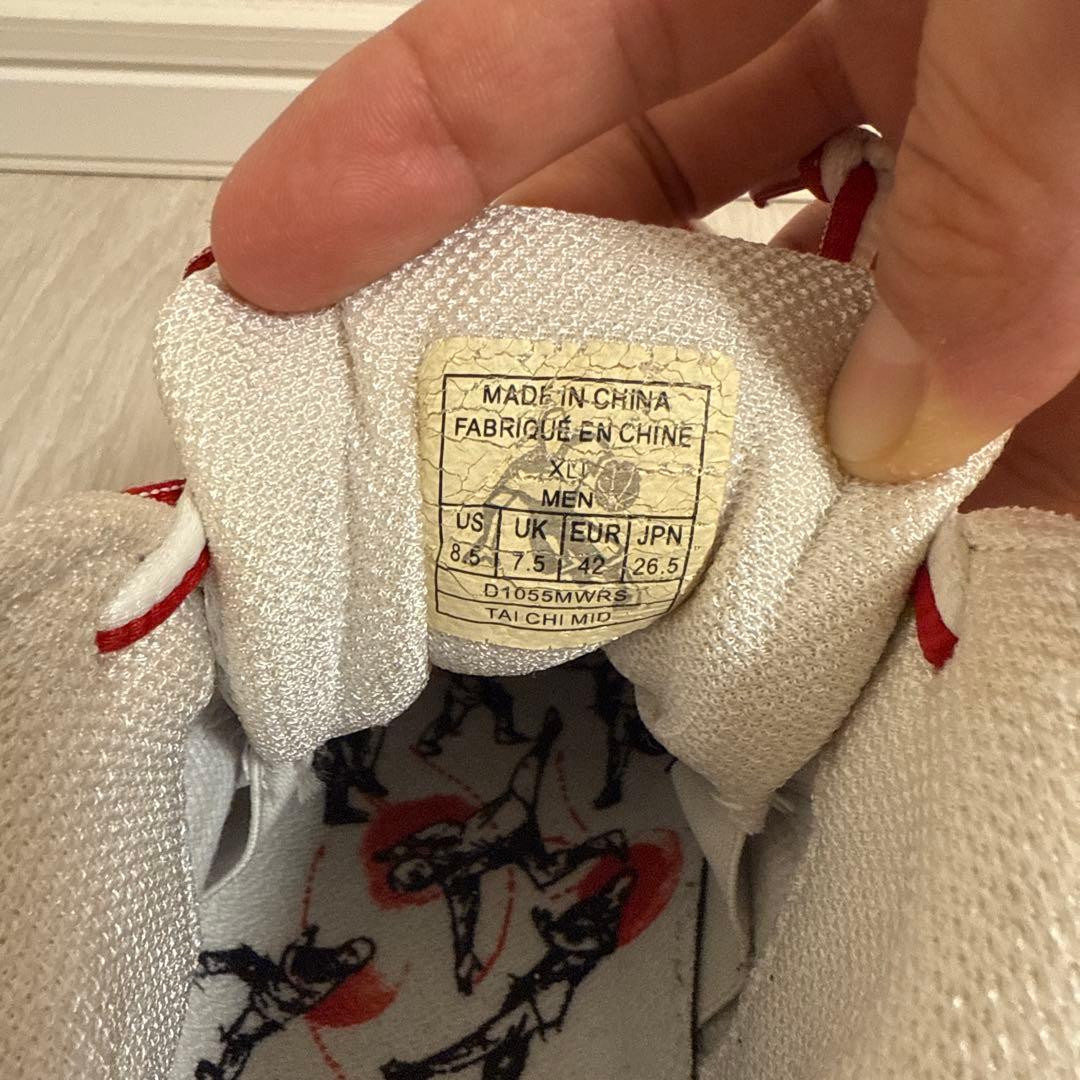 MADE IN CHINA
FABRIQUÉ EN CHINE
MEN
US UK EUR JPN
8.5 7.5 42 26.5
D1055MWRS
TAI CHI MID